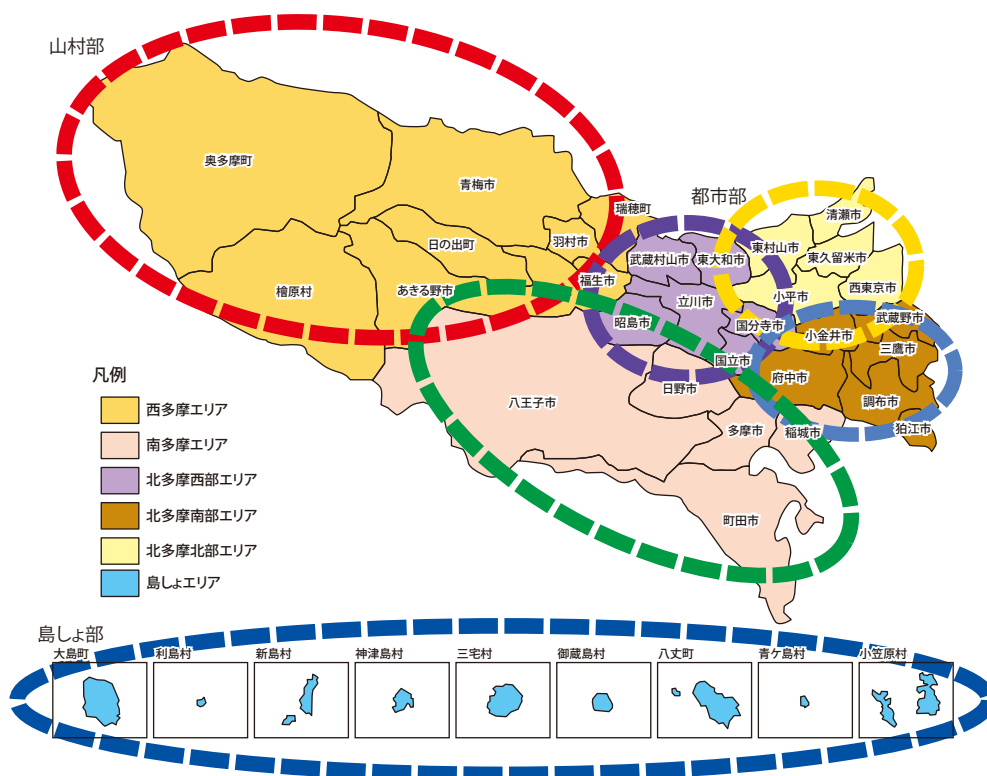 山村部
都市部
奥多摩町
青梅市
瑞穂町
清瀬市
羽村市
日の出町
武蔵村山市
東大和市
東村山市
東久留米市
檜原村
あきる野市
福生市
立川市
小平市
西東京市
昭島市
国分寺市
小金井市
武蔵野市
国立市
三鷹市
日野市
府中市
八王子市
調布市
多摩市
稲城市
狛江市
町田市
凡例
西多摩エリア
南多摩エリア
北多摩西部エリア
北多摩南部エリア
北多摩北部エリア
島しょエリア
島しょ部
大島町
利島村
新島村
神津島村
三宅村
御蔵島村
八丈町
青ケ島村
小笠原村